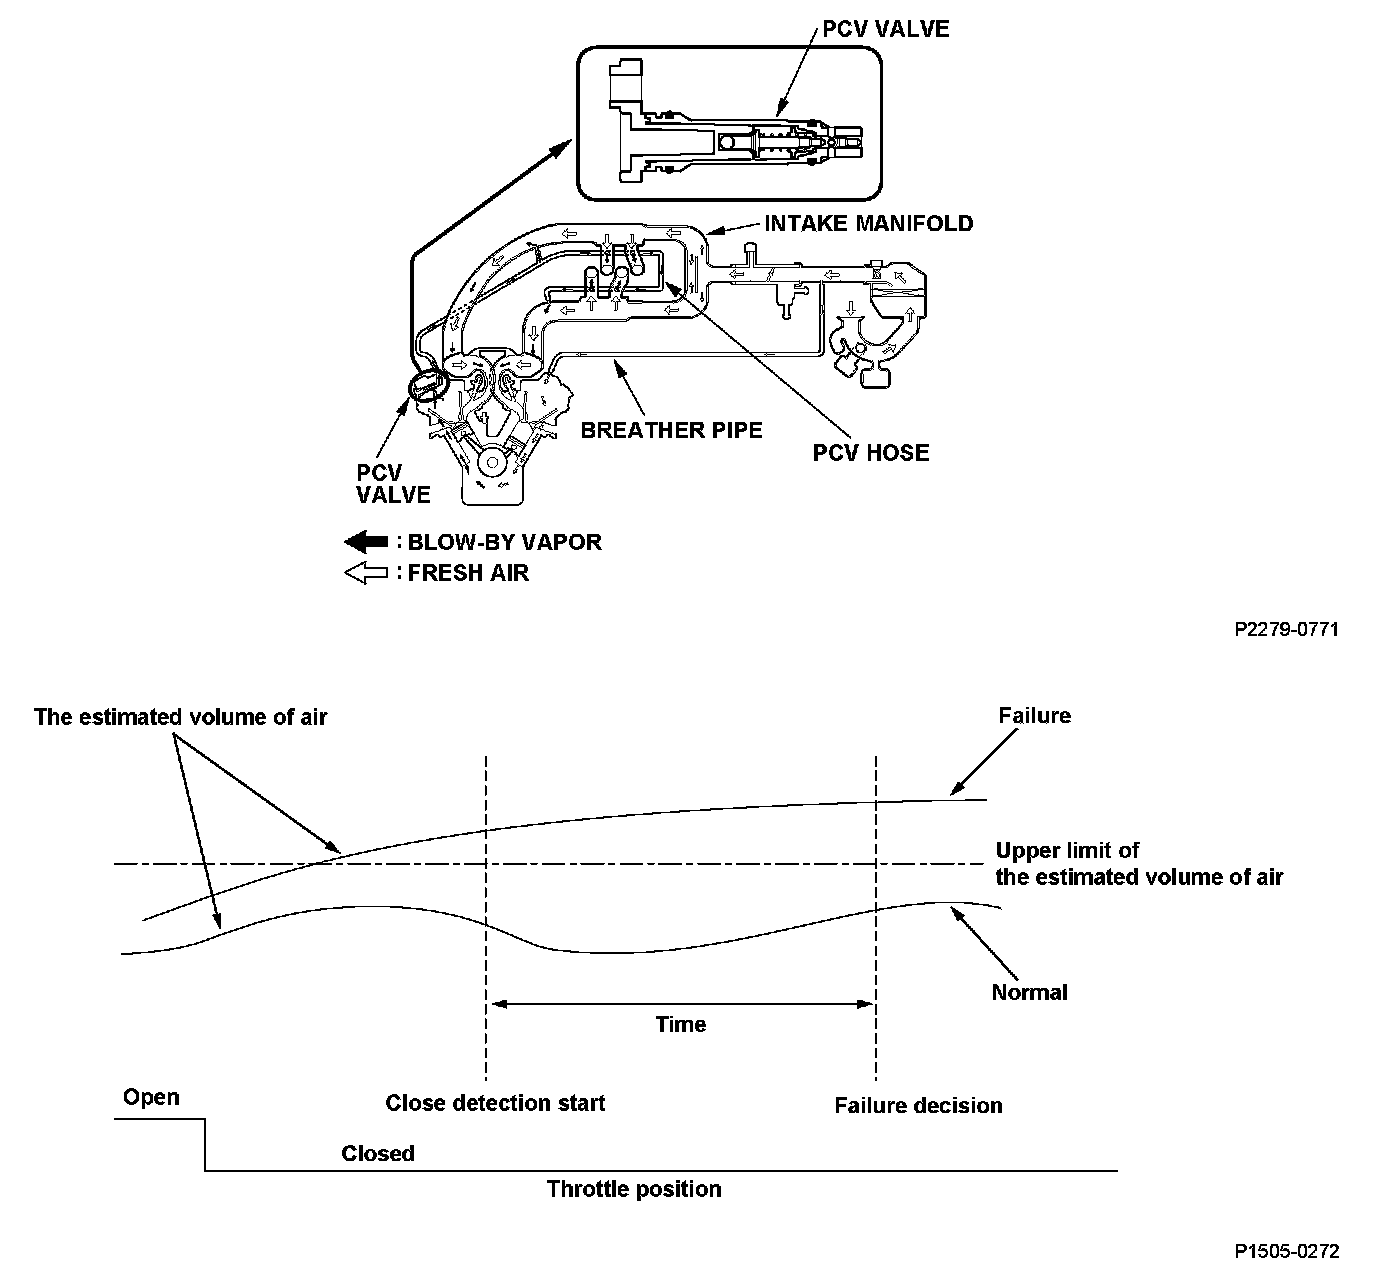 PCV VALVE
INTAKE MANIFOLD
BREATHER PIPE
PCV HOSE
PCV
VALVE
: BLOW-BY VAPOR
: FRESH AIR
P2279-0771
The estimated volume of air
Failure
Upper limit of
the estimated volume of air
Normal
Time
Open
Close detection start
Failure decision
Closed
Throttle position
P1505-0272